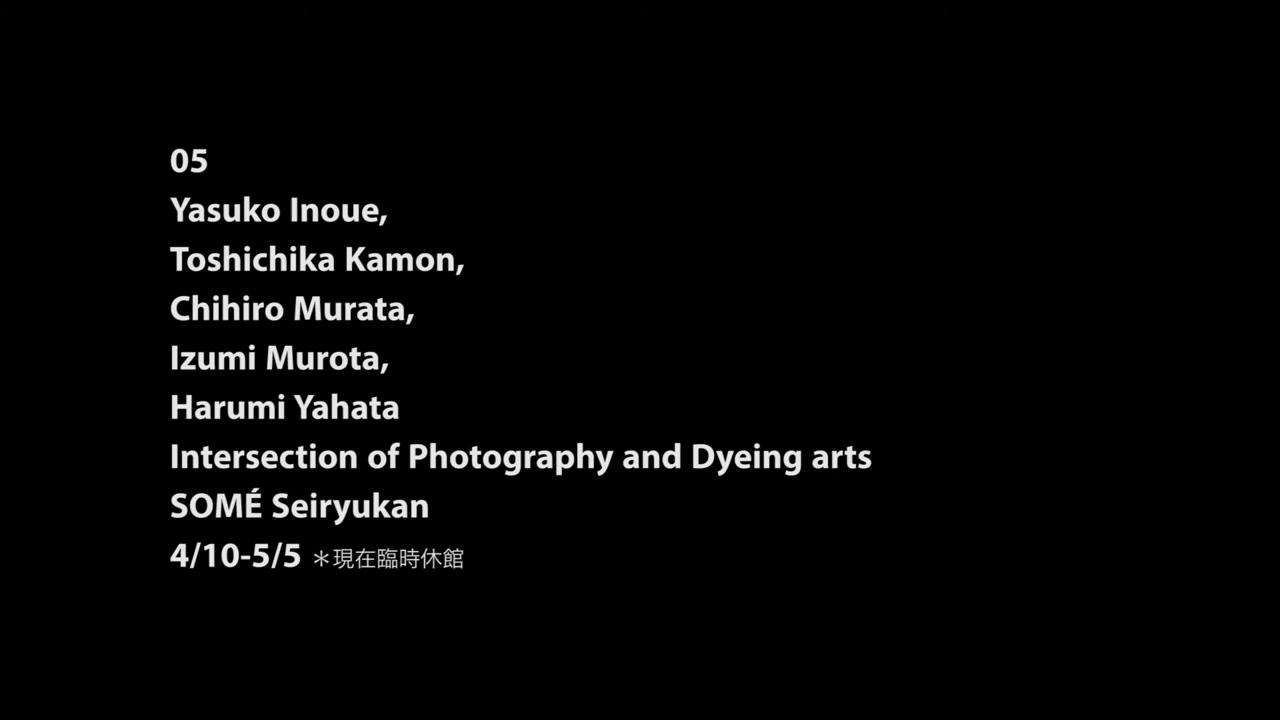 05
Yasuko Inoue,
Toshichika Kamon,
Chihiro Murata,
Izumi Murota,
Harumi Yahata
Intersection of Photography and Dyeing arts
SOMÉ Seiryukan
4/10-5/5 ＊現在臨時休館